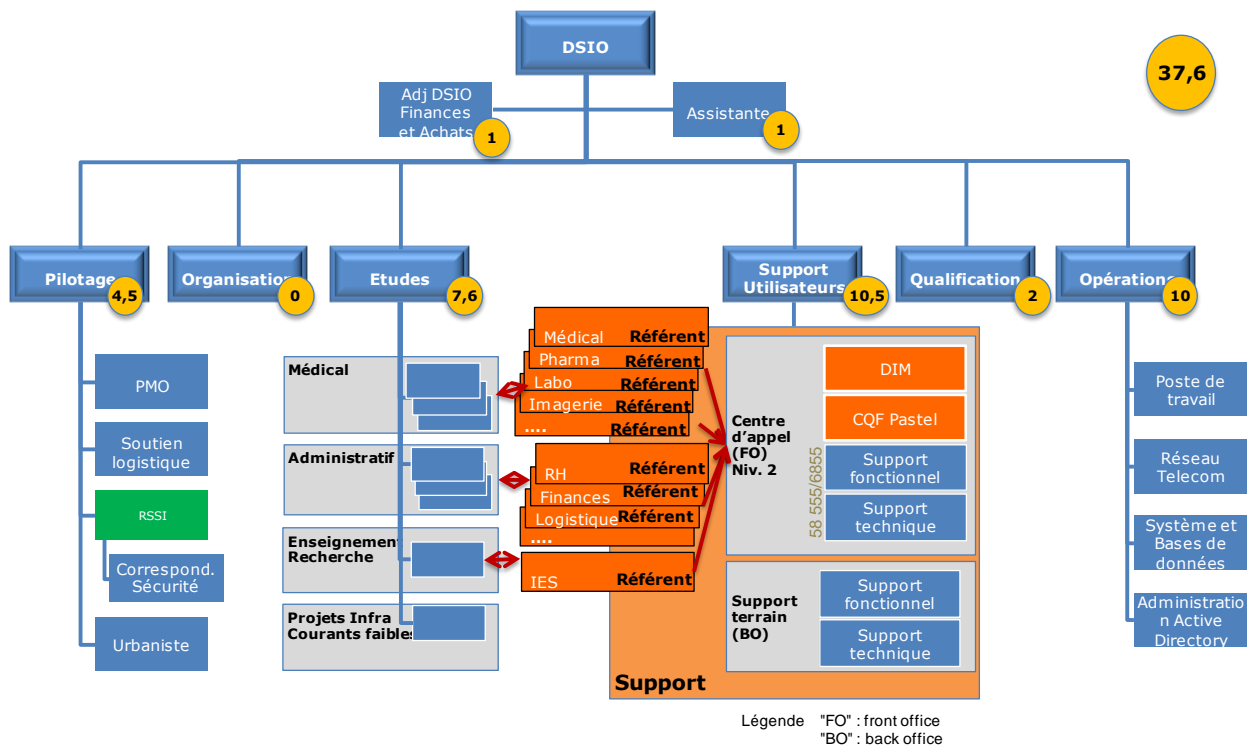 DSIO
37,6
Adj DSIO
Finances
et Achats
1
Assistante
1
Pilotage
4,5
Organisation
0
Etudes
7,6
Support
Utilisateurs
10,5
Qualification
2
Opérations
10
PMO
Soutien
logistique
RSSI
Correspond.
Sécurité
Urbaniste
Médical
Administratif
Enseignement
Recherche
Projets Infra
Courants faibles
Médical Référent
Pharma Référent
Labo Référent
Imagerie Référent
.... Référent
RH Référent
Finances Référent
Logistique Référent
....
IES Référent
Centre
d’appel
(FO)
Niv. 2
58 555/6855
DIM
CQF Pastel
Support
fonctionnel
Support
technique
Support
terrain
(BO)
Support
fonctionnel
Support
technique
Support
Poste de
travail
Réseau
Telecom
Système et
Bases de
données
Administratio
n Active
Directory
Légende "FO" : front office
"BO" : back office